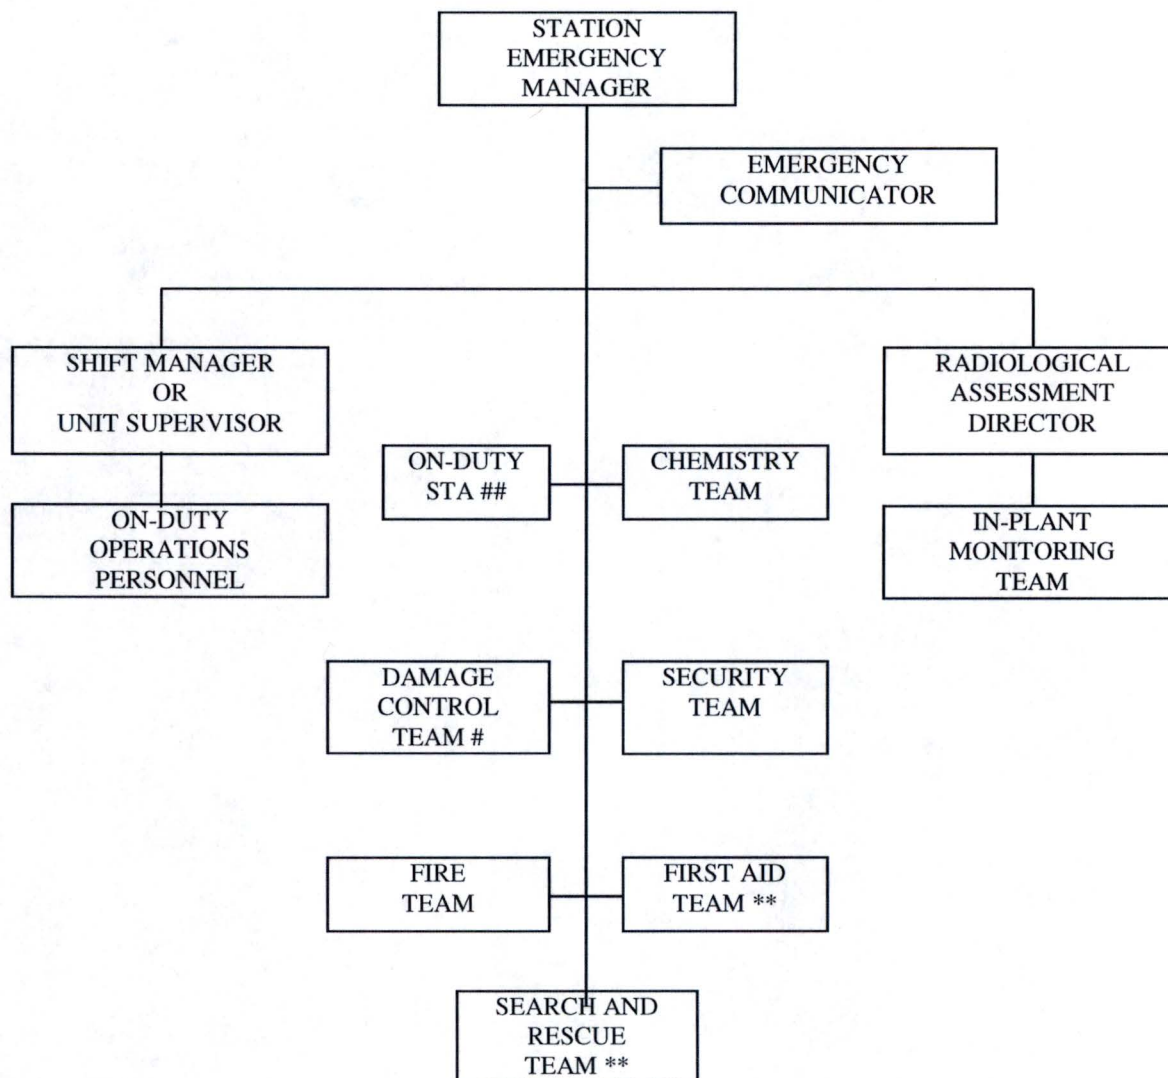 STATION
EMERGENCY
MANAGER
EMERGENCY
COMMUNICATOR
SHIFT MANAGER
OR
UNIT SUPERVISOR
RADIOLOGICAL
ASSESSMENT
DIRECTOR
ON-DUTY
STA ##
CHEMISTRY
TEAM
ON-DUTY
OPERATIONS
PERSONNEL
IN-PLANT
MONITORING
TEAM
DAMAGE
CONTROL
TEAM #
SECURITY
TEAM
FIRE
TEAM
FIRST AID
TEAM **
SEARCH AND
RESCUE
TEAM **